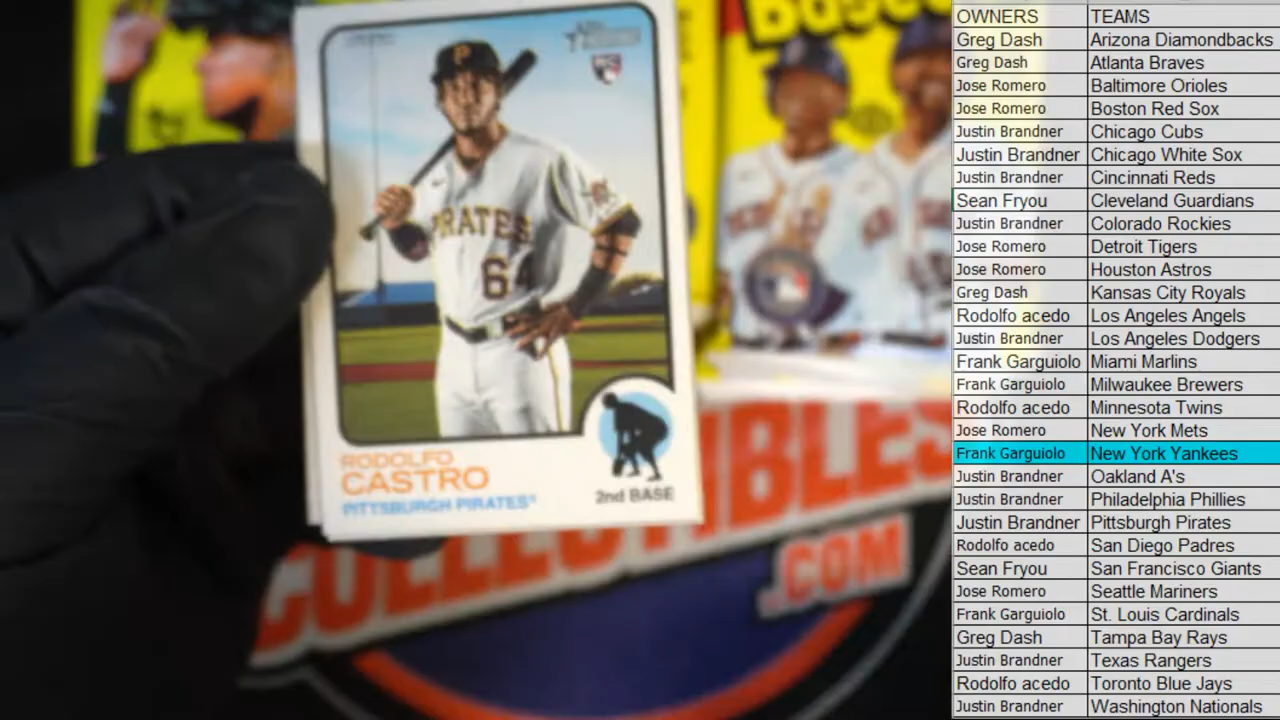 RC
PIRATES
6
RODOLFO
CASTRO
PITTSBURGH PIRATES
2nd BASE
.COM
OWNERS TEAMS
Greg Dash Arizona Diamondbacks
Greg Dash Atlanta Braves
Jose Romero Baltimore Orioles
Jose Romero Boston Red Sox
Justin Brandner Chicago Cubs
Justin Brandner Chicago White Sox
Justin Brandner Cincinnati Reds
Sean Fryou Cleveland Guardians
Justin Brandner Colorado Rockies
Jose Romero Detroit Tigers
Jose Romero Houston Astros
Greg Dash Kansas City Royals
Rodolfo acedo Los Angeles Angels
Justin Brandner Los Angeles Dodgers
Frank Garguiolo Miami Marlins
Frank Garguiolo Milwaukee Brewers
Rodolfo acedo Minnesota Twins
Jose Romero New York Mets
Frank Garguiolo New York Yankees
Justin Brandner Oakland A's
Justin Brandner Philadelphia Phillies
Justin Brandner Pittsburgh Pirates
Rodolfo acedo San Diego Padres
Sean Fryou San Francisco Giants
Jose Romero Seattle Mariners
Frank Garguiolo St. Louis Cardinals
Greg Dash Tampa Bay Rays
Justin Brandner Texas Rangers
Rodolfo acedo Toronto Blue Jays
Justin Brandner Washington Nationals